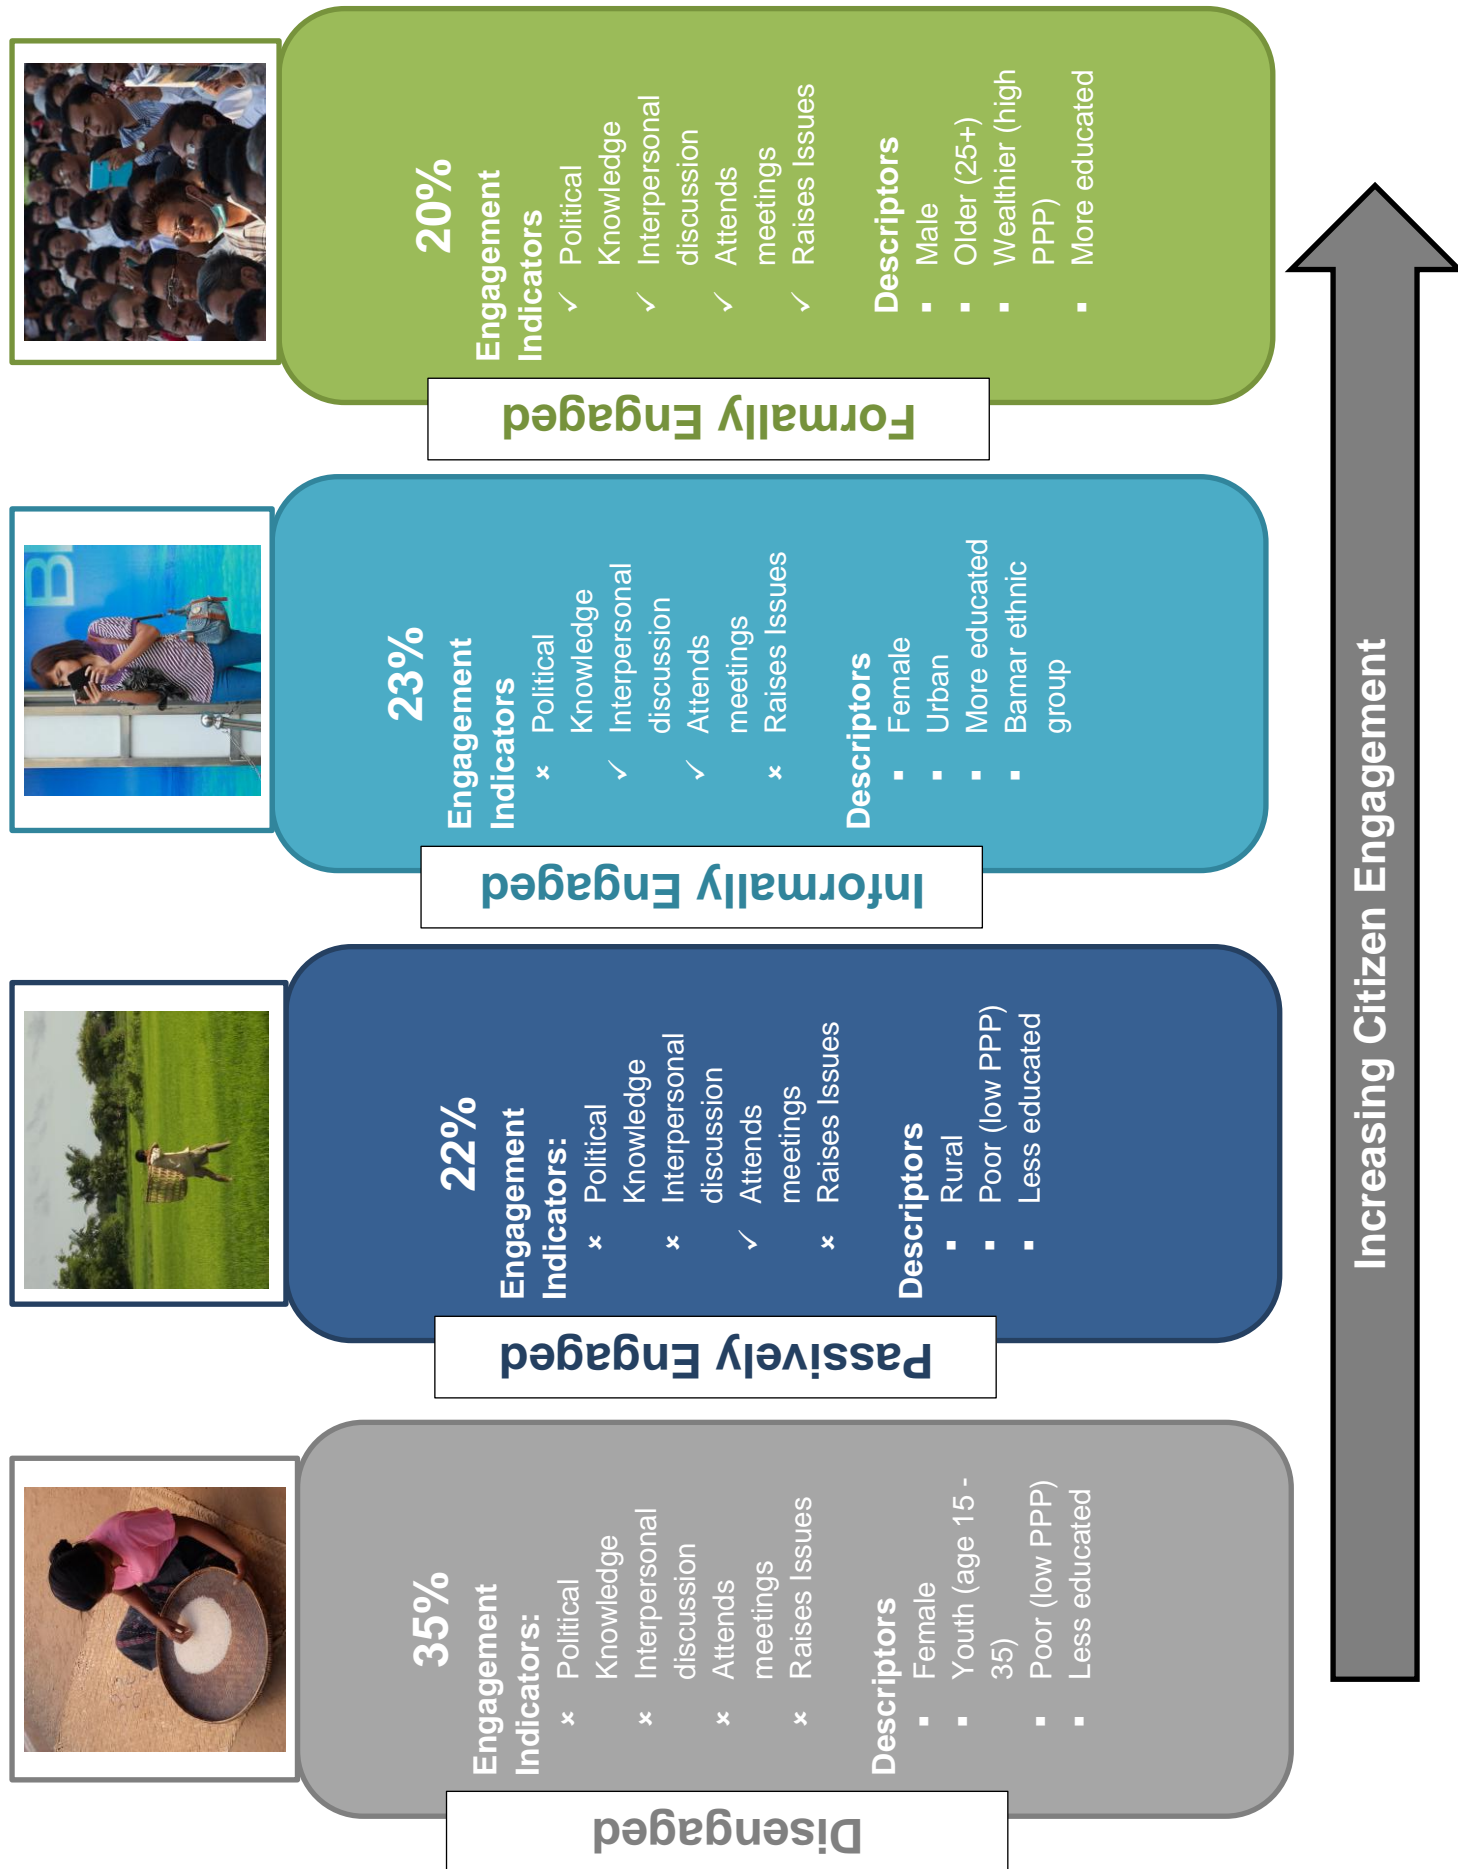 Disengaged
35%
Engagement
Indicators:
× Political
Knowledge
× Interpersonal
discussion
× Attends
meetings
× Raises Issues
Descriptors
▪ Female
▪ Youth (age 15 -
35)
▪ Poor (low PPP)
▪ Less educated
Passively Engaged
22%
Engagement
Indicators:
× Political
Knowledge
× Interpersonal
discussion
✓ Attends
meetings
× Raises Issues
Descriptors
▪ Rural
▪ Poor (low PPP)
▪ Less educated
B
Informally Engaged
23%
Engagement
Indicators
× Political
Knowledge
✓ Interpersonal
discussion
✓ Attends
meetings
× Raises Issues
Descriptors
▪ Female
▪ Urban
▪ More educated
▪ Bamar ethnic
group
Formally Engaged
20%
Engagement
Indicators
✓ Political
Knowledge
✓ Interpersonal
discussion
✓ Attends
meetings
✓ Raises Issues
Descriptors
▪ Male
▪ Older (25+)
▪ Wealthier (high
PPP)
▪ More educated
Increasing Citizen Engagement